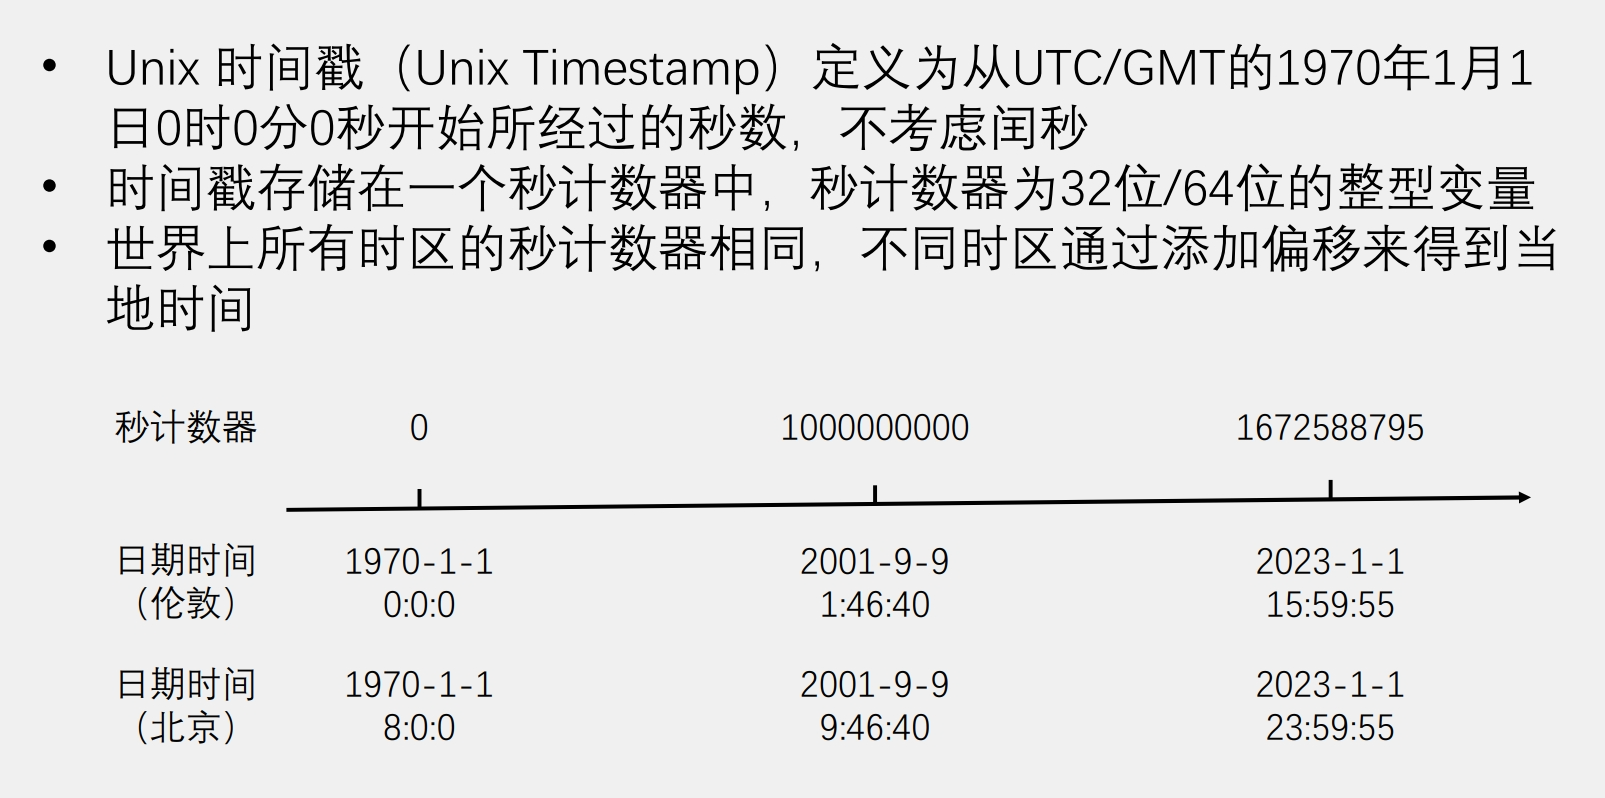 • Unix 时间戳（Unix Timestamp）定义为从UTC/GMT的1970年1月1
日0时0分0秒开始所经过的秒数，不考虑闰秒
• 时间戳存储在一个秒计数器中，秒计数器为32位/64位的整型变量
• 世界上所有时区的秒计数器相同，不同时区通过添加偏移来得到当
地时间
秒计数器 0 1000000000 1672588795
日期时间 1970-1-1 2001-9-9 2023-1-1
（伦敦） 0:0:0 1:46:40 15:59:55
日期时间 1970-1-1 2001-9-9 2023-1-1
（北京） 8:0:0 9:46:40 23:59:55